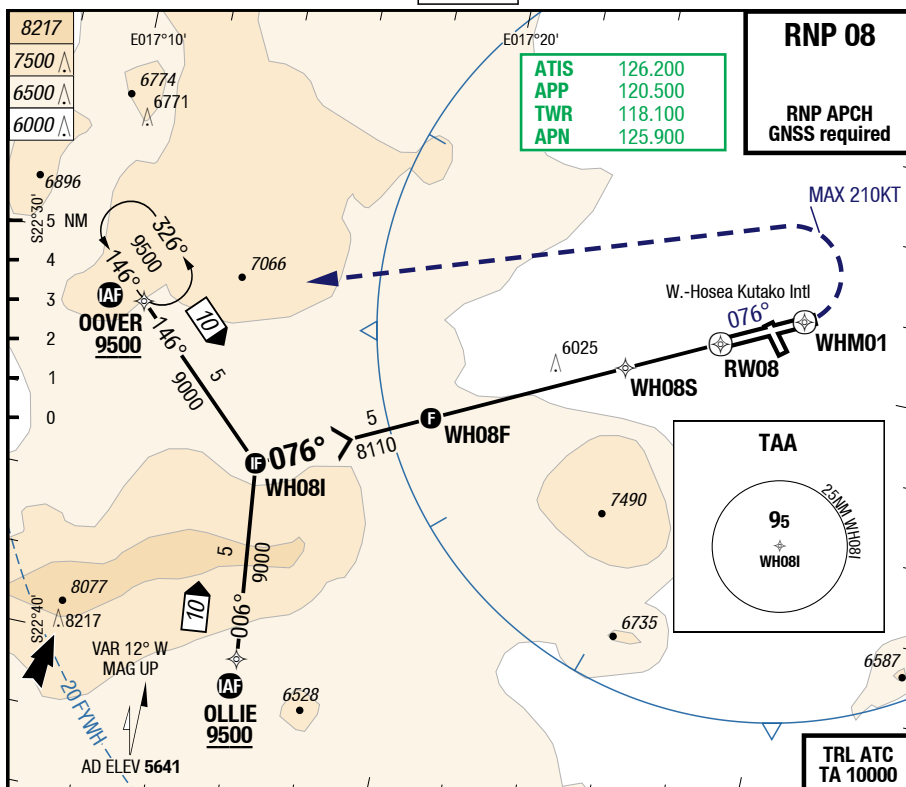 8217
7500
6500
6000
E017°10'
E017°20'
RNP 08
RNP APCH
GNSS required
ATIS 126.200
APP 120.500
TWR 118.100
APN 125.900
6774
6771
6896
S22°30'
5 NM
4
3
2
1
0
326°
9500
146°
IAF
OOVER
9500
146°
9000
5
10
7066
MAX 210KT
W.-Hosea Kutako Intl
076°
WHM01
RW08
WH08S
6025
F
WH08F
5
8110
076°
IF
WH08I
5
9000
006°
10
IAF
OLLIE
9500
8077
8217
S22°40'
VAR 12° W
MAG UP
20 FYWH
AD ELEV 5641
6528
7490
6735
6587
TAA
25NM WH08I
95
WH08I
TRL ATC
TA 10000